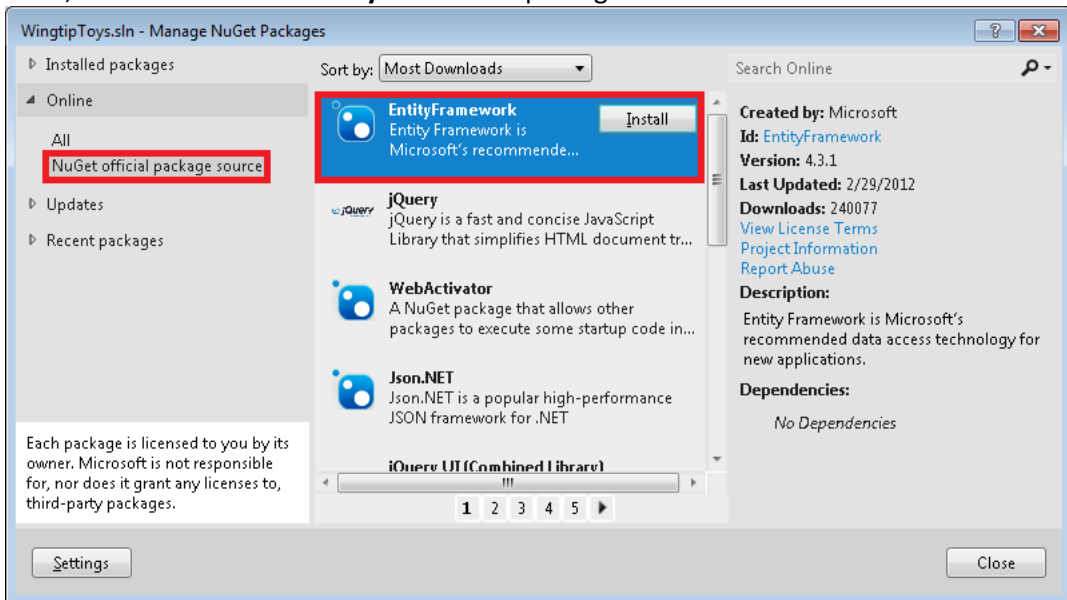 WingtipToys.sln - Manage NuGet Packages
Installed packages
Online
All
NuGet official package source
Updates
Recent packages
Each package is licensed to you by its
owner. Microsoft is not responsible
for, nor does it grant any licenses to,
third-party packages.
Settings
Sort by: Most Downloads
EntityFramework
Install
Entity Framework is
Microsoft's recommende...
jQuery
jQuery
jQuery is a fast and concise JavaScript
Library that simplifies HTML document tr...
WebActivator
A NuGet package that allows other
packages to execute some startup code in...
Json.NET
Json.NET is a popular high-performance
JSON framework for .NET
jQuery UI (Combined Library)
1 2 3 4 5
Search Online
Created by: Microsoft
Id: EntityFramework
Version: 4.3.1
Last Updated: 2/29/2012
Downloads: 240077
View License Terms
Project Information
Report Abuse
Description:
Entity Framework is Microsoft's
recommended data access technology for
new applications.
Dependencies:
No Dependencies
Close